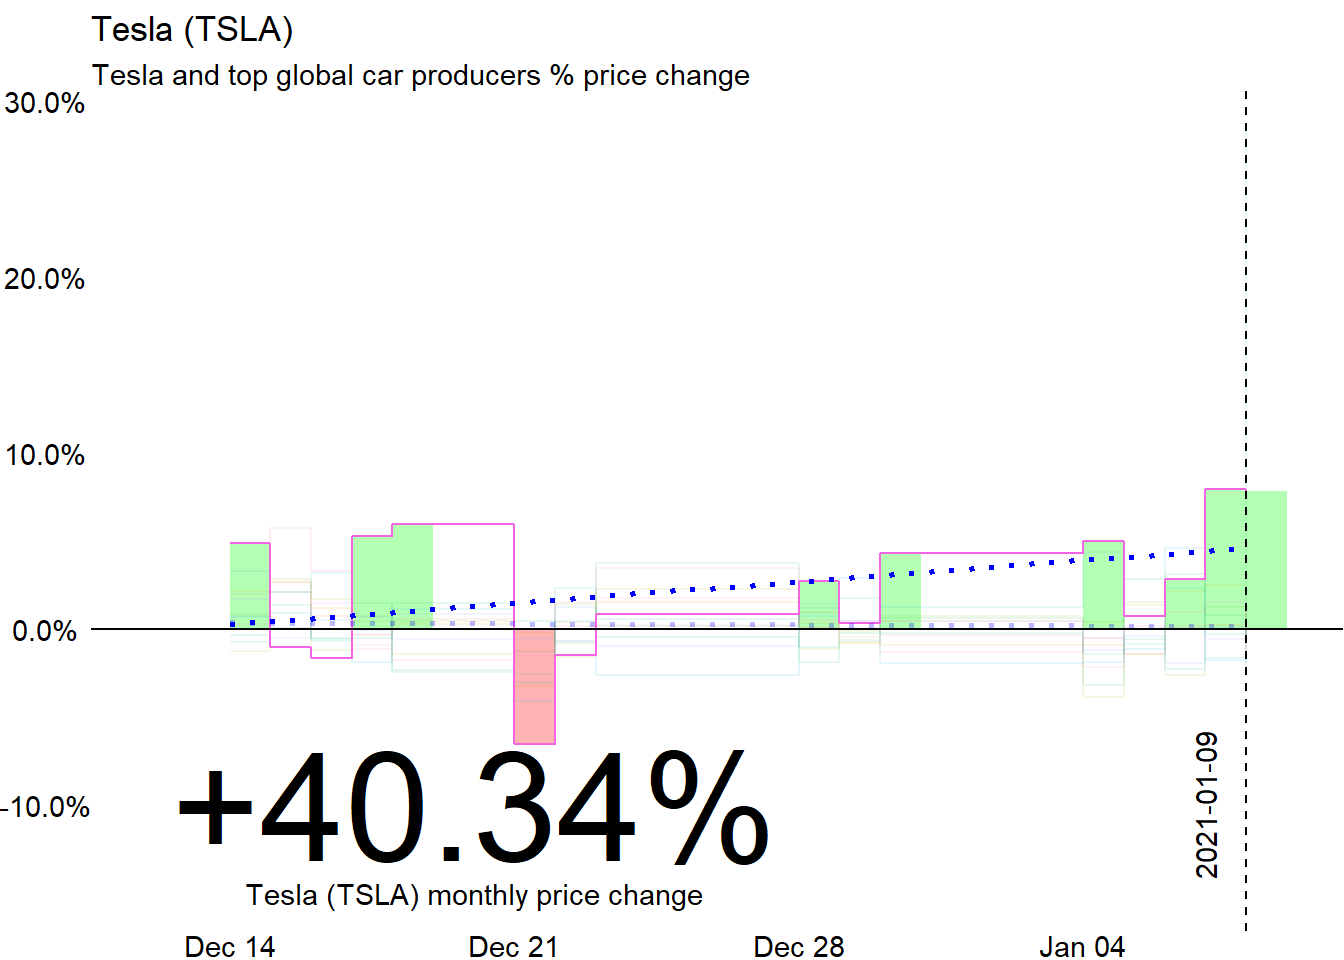 Tesla (TSLA)
Tesla and top global car producers % price change
30.0%
20.0%
10.0%
0.0%
-10.0%
+40.34%
Tesla (TSLA) monthly price change
2021-01-09
Dec 14
Dec 21
Dec 28
Jan 04